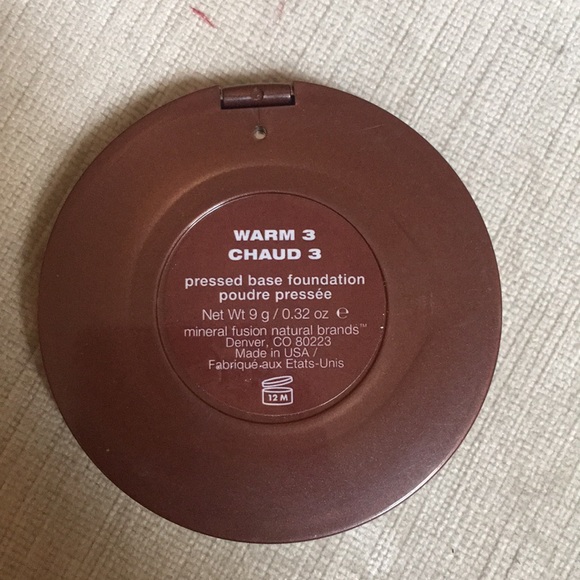 WARM 3
CHAUD 3
pressed base foundation
poudre pressée
Net Wt 9 g / 0.32 oz ℮
mineral fusion natural brands™
Denver, CO 80223
Made in USA /
Fabriqué aux Etats-Unis
12 M